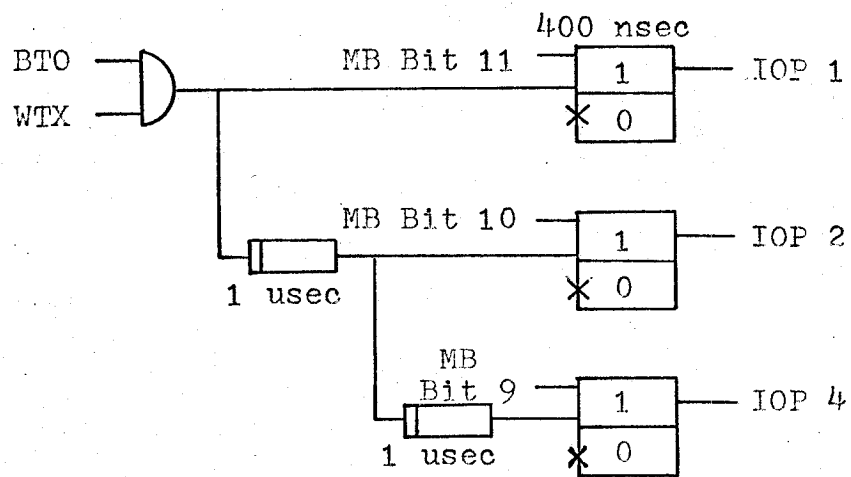 400 nsec
BTO
MB Bit 11
1
IOP 1
WTX
0
MB Bit 10
1
IOP 2
0
1 usec
MB
Bit 9
1
IOP 4
0
1 usec